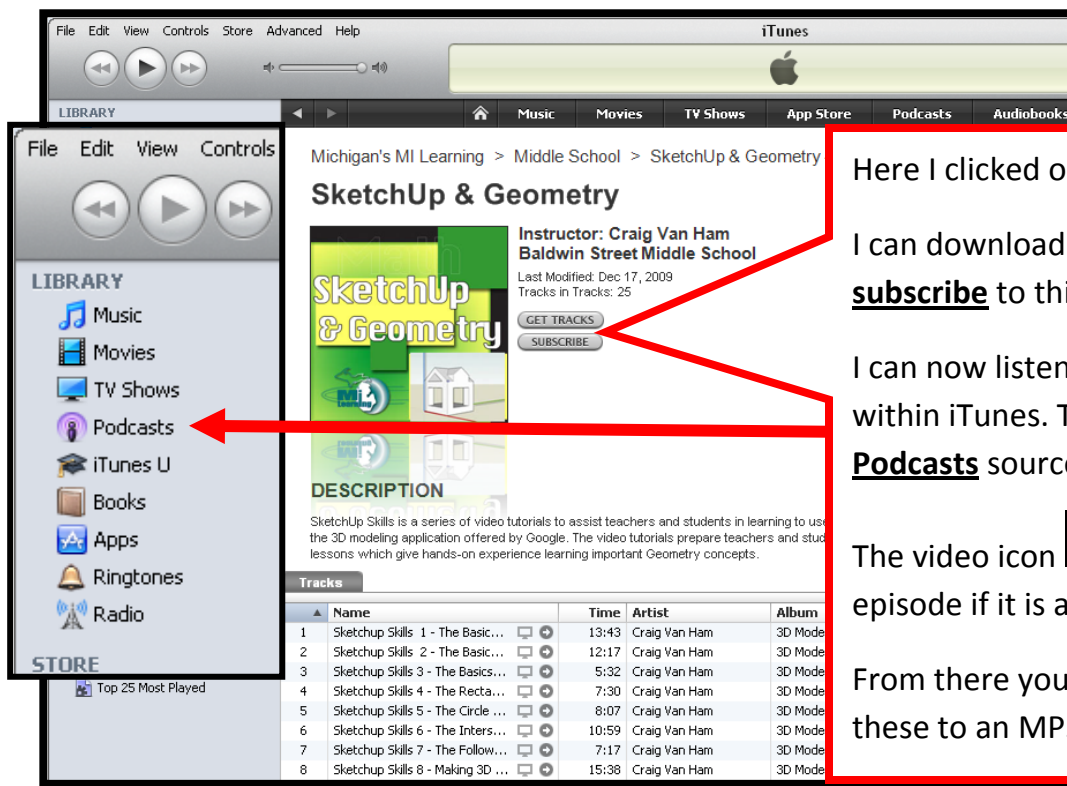 File Edit View Controls Store Advanced Help
iTunes
LIBRARY
Music Movies TV Shows App Store Podcasts Audiobooks
File Edit View Controls
LIBRARY
Music
Movies
TV Shows
Podcasts
iTunes U
Books
Apps
Ringtones
Radio
STORE
Top 25 Most Played
Michigan's MI Learning > Middle School > SketchUp & Geometry
SketchUp & Geometry
SketchUp
& Geometry
Mi
Learning
Instructor: Craig Van Ham
Baldwin Street Middle School
Last Modified: Dec 17, 2009
Tracks in Tracks: 25
GET TRACKS
SUBSCRIBE
DESCRIPTION
SketchUp Skills is a series of video tutorials to assist teachers and students in learning to use
the 3D modeling application offered by Google. The video tutorials prepare teachers and stud
lessons which give hands-on experience learning important Geometry concepts.
Tracks
Name Time Artist Album
1 Sketchup Skills 1 - The Basic... 13:43 Craig Van Ham 3D Mode
2 Sketchup Skills 2 - The Basic... 12:17 Craig Van Ham 3D Mode
3 Sketchup Skills 3 - The Basics... 5:32 Craig Van Ham 3D Mode
4 Sketchup Skills 4 - The Recta... 7:30 Craig Van Ham 3D Mode
5 Sketchup Skills 5 - The Circle ... 8:07 Craig Van Ham 3D Mode
6 Sketchup Skills 6 - The Inters... 10:59 Craig Van Ham 3D Mode
7 Sketchup Skills 7 - The Follow... 7:17 Craig Van Ham 3D Mode
8 Sketchup Skills 8 - Making 3D ... 15:38 Craig Van Ham 3D Mode
Here I clicked o
I can download
subscribe to thi
I can now listen
within iTunes. T
Podcasts source
The video icon
episode if it is a
From there you
these to an MP